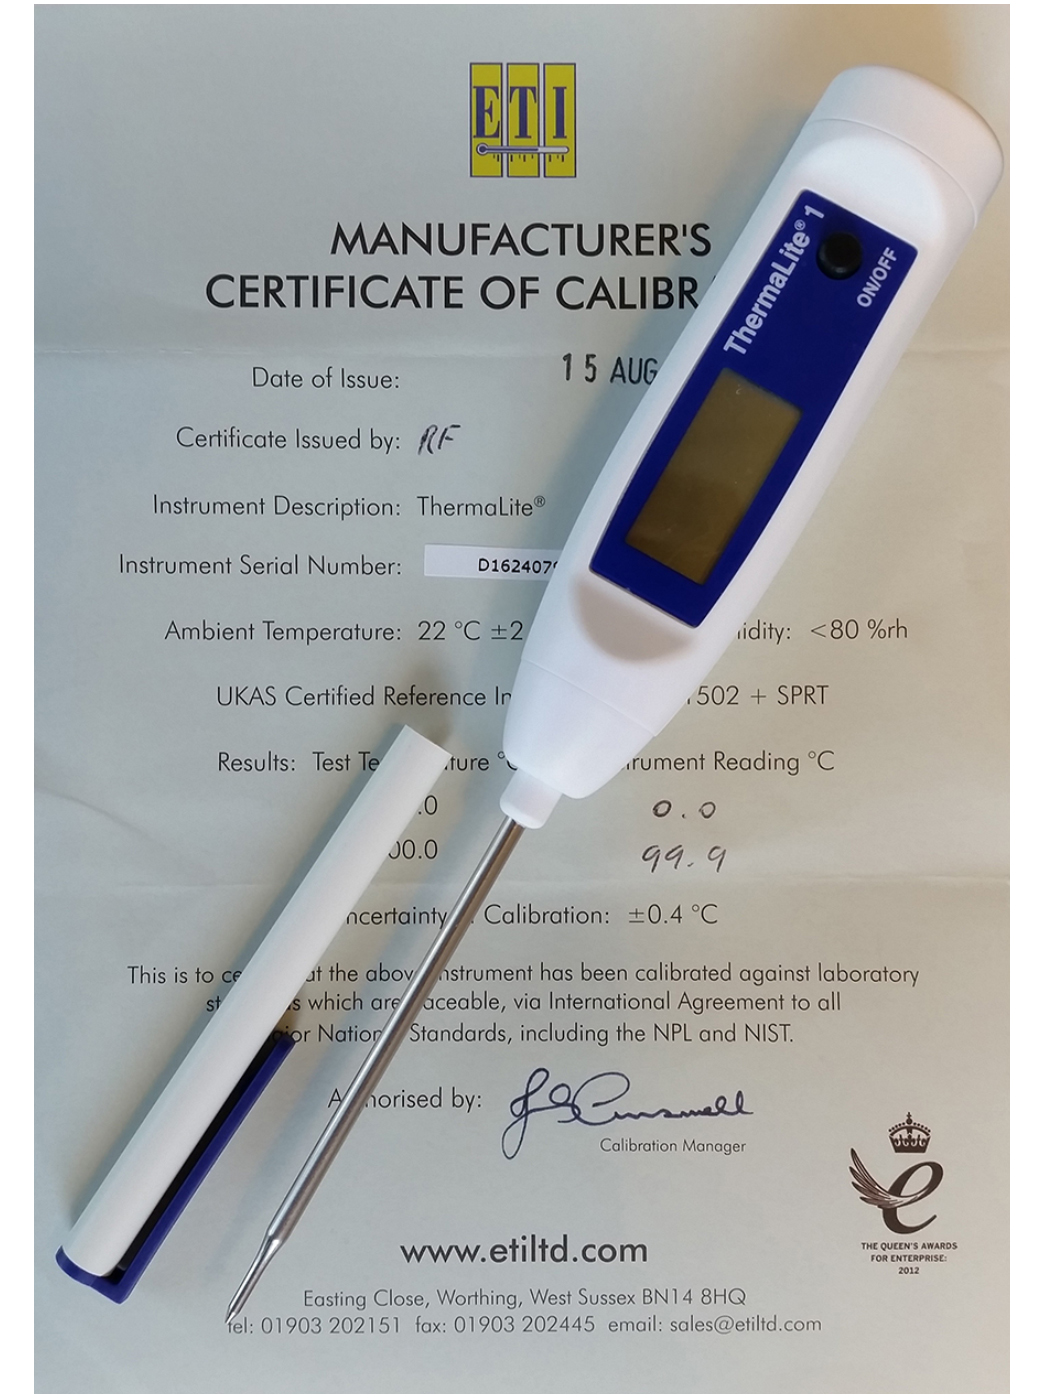 ETI
MANUFACTURER'S
CERTIFICATE OF CALIBR
ThermaLite® 1
ON/OFF
Date of Issue: 15 AUG
Certificate Issued by: RF
Instrument Description: ThermaLite®
Instrument Serial Number: D162407
Ambient Temperature: 22 °C ±2 idity: <80 %rh
UKAS Certified Reference In 502 + SPRT
Results: Test Te ture ° rument Reading °C
.0 0.0
00.0 99.9
ncertainty Calibration: ±0.4 °C
This is to ce at the abov nstrument has been calibrated against laboratory
st s which are aceable, via International Agreement to all
jor Nation Standards, including the NPL and NIST.
A horised by:
Calibration Manager
www.etiltd.com
THE QUEEN'S AWARDS
FOR ENTERPRISE:
2012
Easting Close, Worthing, West Sussex BN14 8HQ
tel: 01903 202151 fax: 01903 202445 email: sales@etiltd.com